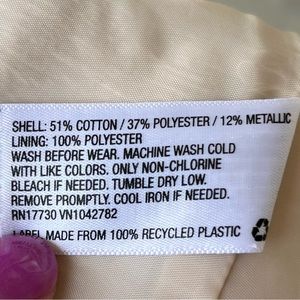 SHELL: 51% COTTON / 37% POLYESTER / 12% METALLIC
LINING: 100% POLYESTER
WASH BEFORE WEAR. MACHINE WASH COLD
WITH LIKE COLORS. ONLY NON-CHLORINE
BLEACH IF NEEDED. TUMBLE DRY LOW.
REMOVE PROMPTLY. COOL IRON IF NEEDED.
RN17730 VN1042782
LABEL MADE FROM 100% RECYCLED PLASTIC